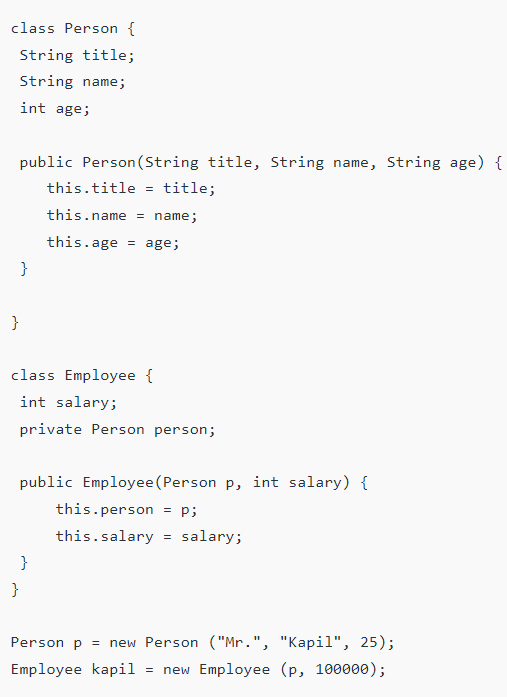 class Person {
String title;
String name;
int age;
public Person(String title, String name, String age) {
this.title = title;
this.name = name;
this.age = age;
}
}
class Employee {
int salary;
private Person person;
public Employee(Person p, int salary) {
this.person = p;
this.salary = salary;
}
}
Person p = new Person ("Mr.", "Kapil", 25);
Employee kapil = new Employee (p, 100000);